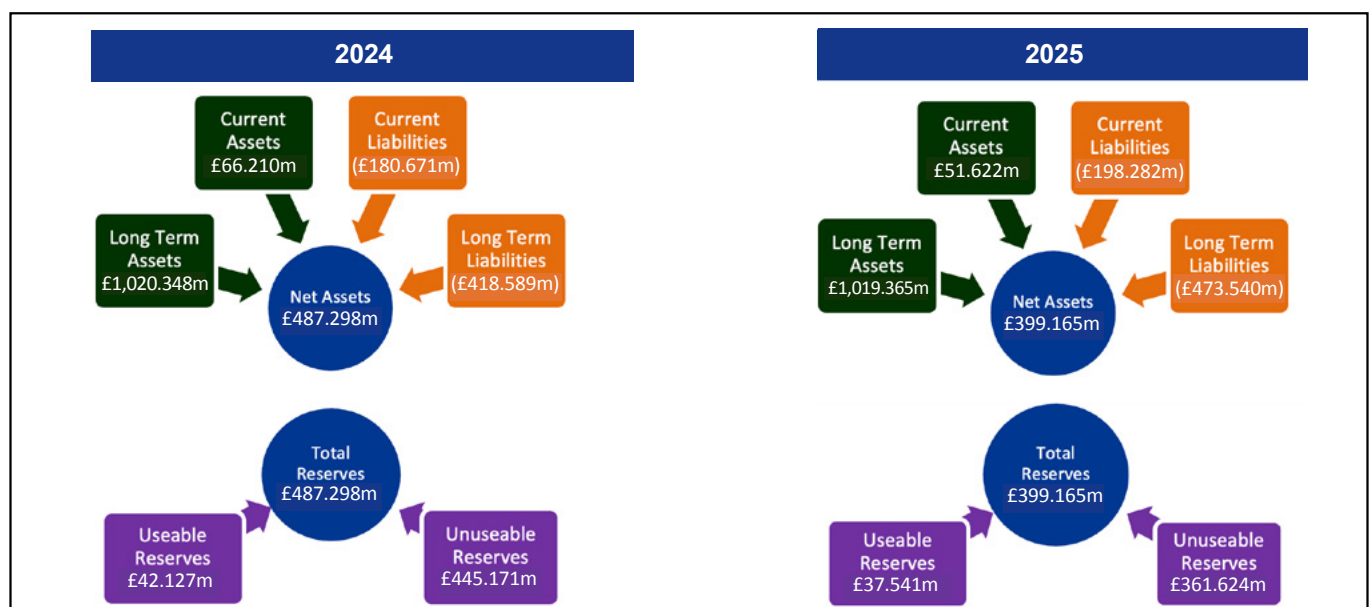 2024
Current
Assets
£66.210m
Current
Liabilities
(£180.671m)
Long Term
Assets
£1,020.348m
Long Term
Liabilities
(£418.589m)
Net Assets
£487.298m
Total
Reserves
£487.298m
Useable
Reserves
£42.127m
Unuseable
Reserves
£445.171m
2025
Current
Assets
£51.622m
Current
Liabilities
(£198.282m)
Long Term
Assets
£1,019.365m
Long Term
Liabilities
(£473.540m)
Net Assets
£399.165m
Total
Reserves
£399.165m
Useable
Reserves
£37.541m
Unuseable
Reserves
£361.624m